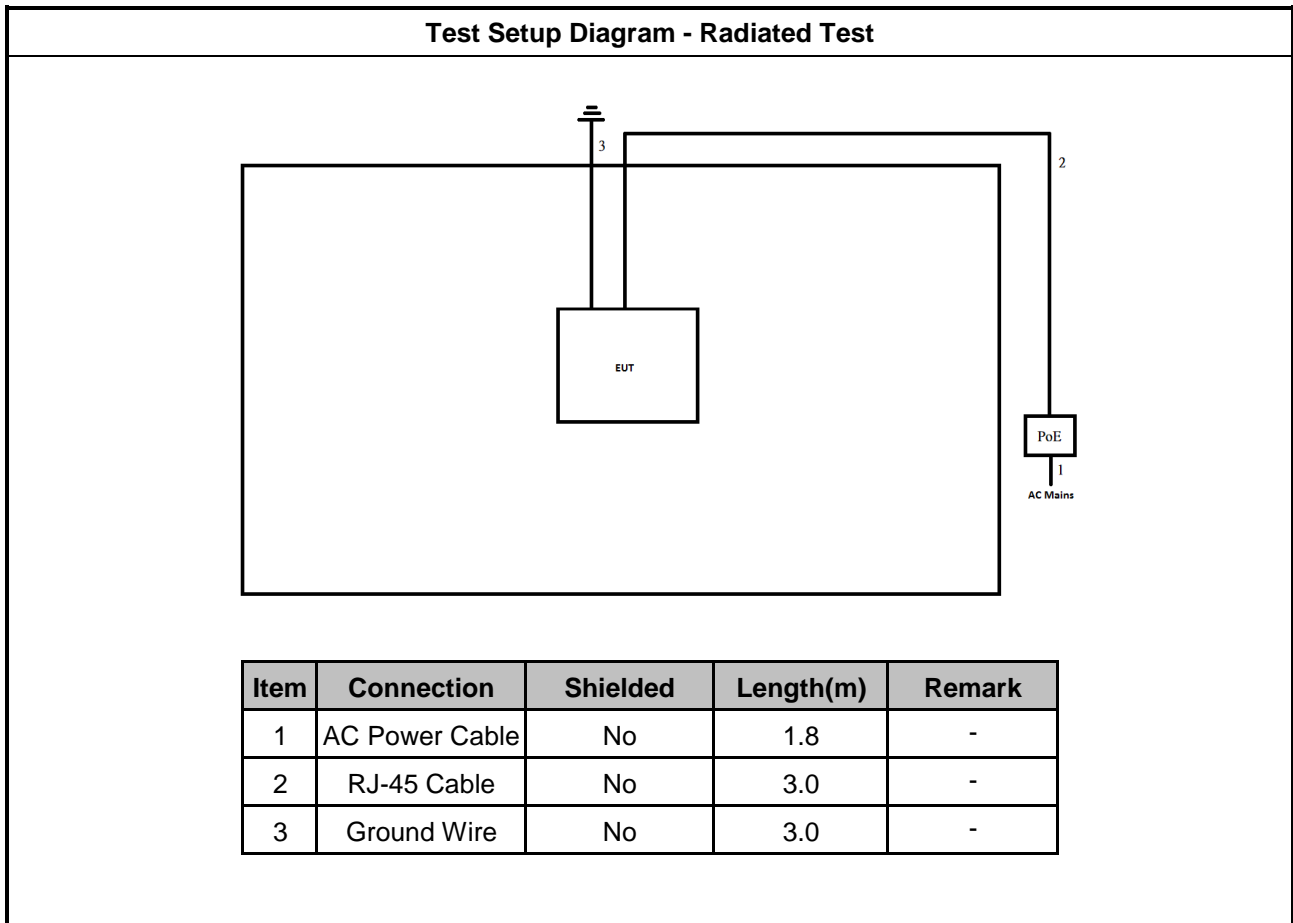 Test Setup Diagram - Radiated Test
3
2
EUT
PoE
1
AC Mains
Item Connection Shielded Length(m) Remark
1 AC Power Cable No 1.8 -
2 RJ-45 Cable No 3.0 -
3 Ground Wire No 3.0 -